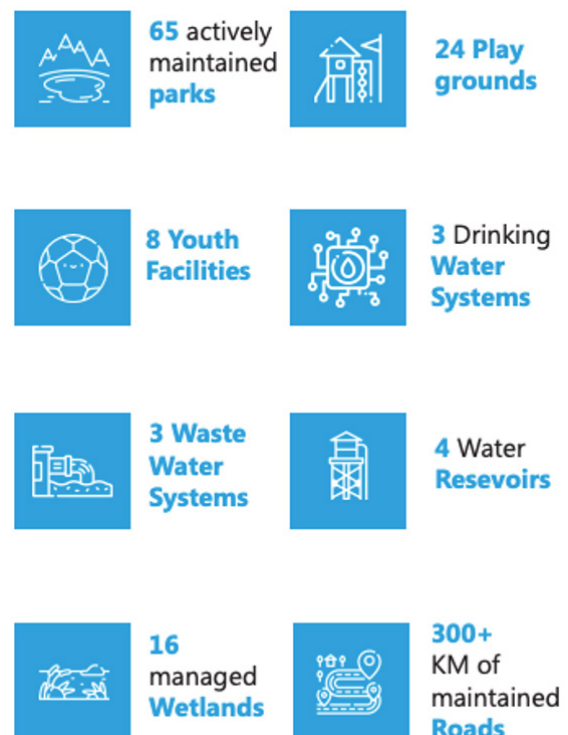 65 actively
maintained
parks
24 Play
grounds
8 Youth
Facilities
3 Drinking
Water
Systems
3 Waste
Water
Systems
4 Water
Resevoirs
16
managed
Wetlands
300+
KM of
maintained
Roads